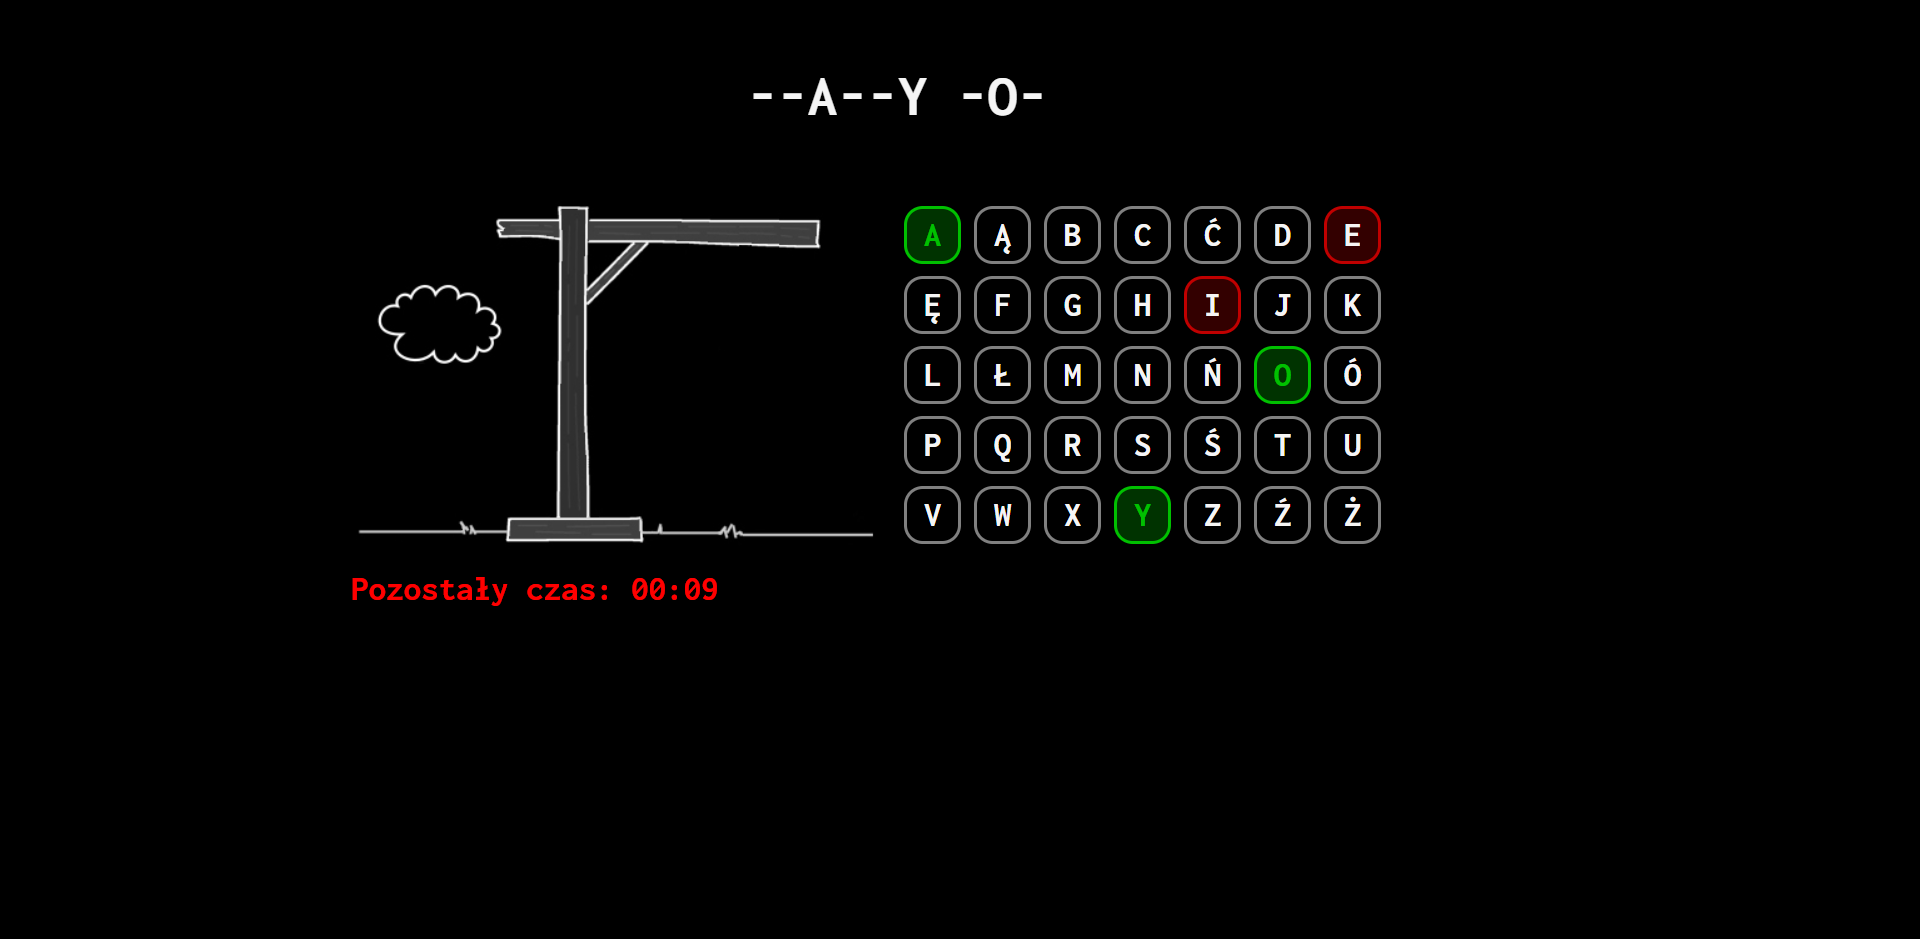 --A--Y -O-
A Ą B C Ć D E
Ę F G H I J K
L Ł M N Ń O Ó
P Q R S Ś T U
V W X Y Z Ź Ż
Pozostały czas: 00:09